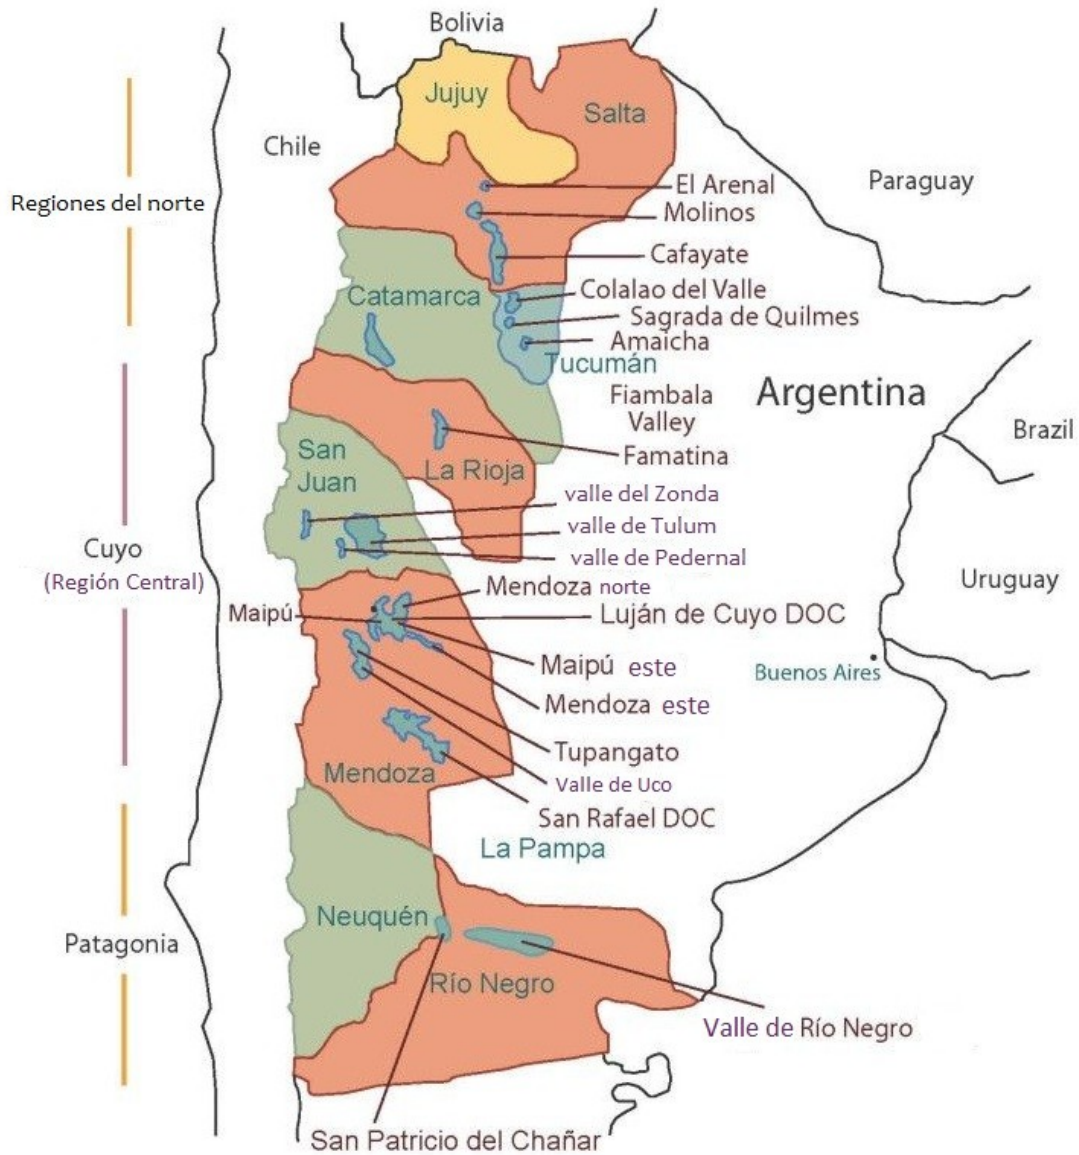 Bolivia
Jujuy
Salta
Chile
Paraguay
El Arenal
Regiones del norte
Molinos
Cafayate
Catamarca
Colalao del Valle
Sagrada de Quilmes
Amaicha
Tucumán
Argentina
Fiambala
Valley
Brazil
San
Juan
La Rioja
Famatina
valle del Zonda
valle de Tulum
Cuyo
(Región Central)
valle de Pedernal
Uruguay
Mendoza norte
Maipú
Luján de Cuyo DOC
Maipú este
Buenos Aires
Mendoza este
Tupangato
Mendoza
Valle de Uco
San Rafael DOC
La Pampa
Neuquén
Patagonia
Río Negro
Valle de Río Negro
San Patricio del Chañar